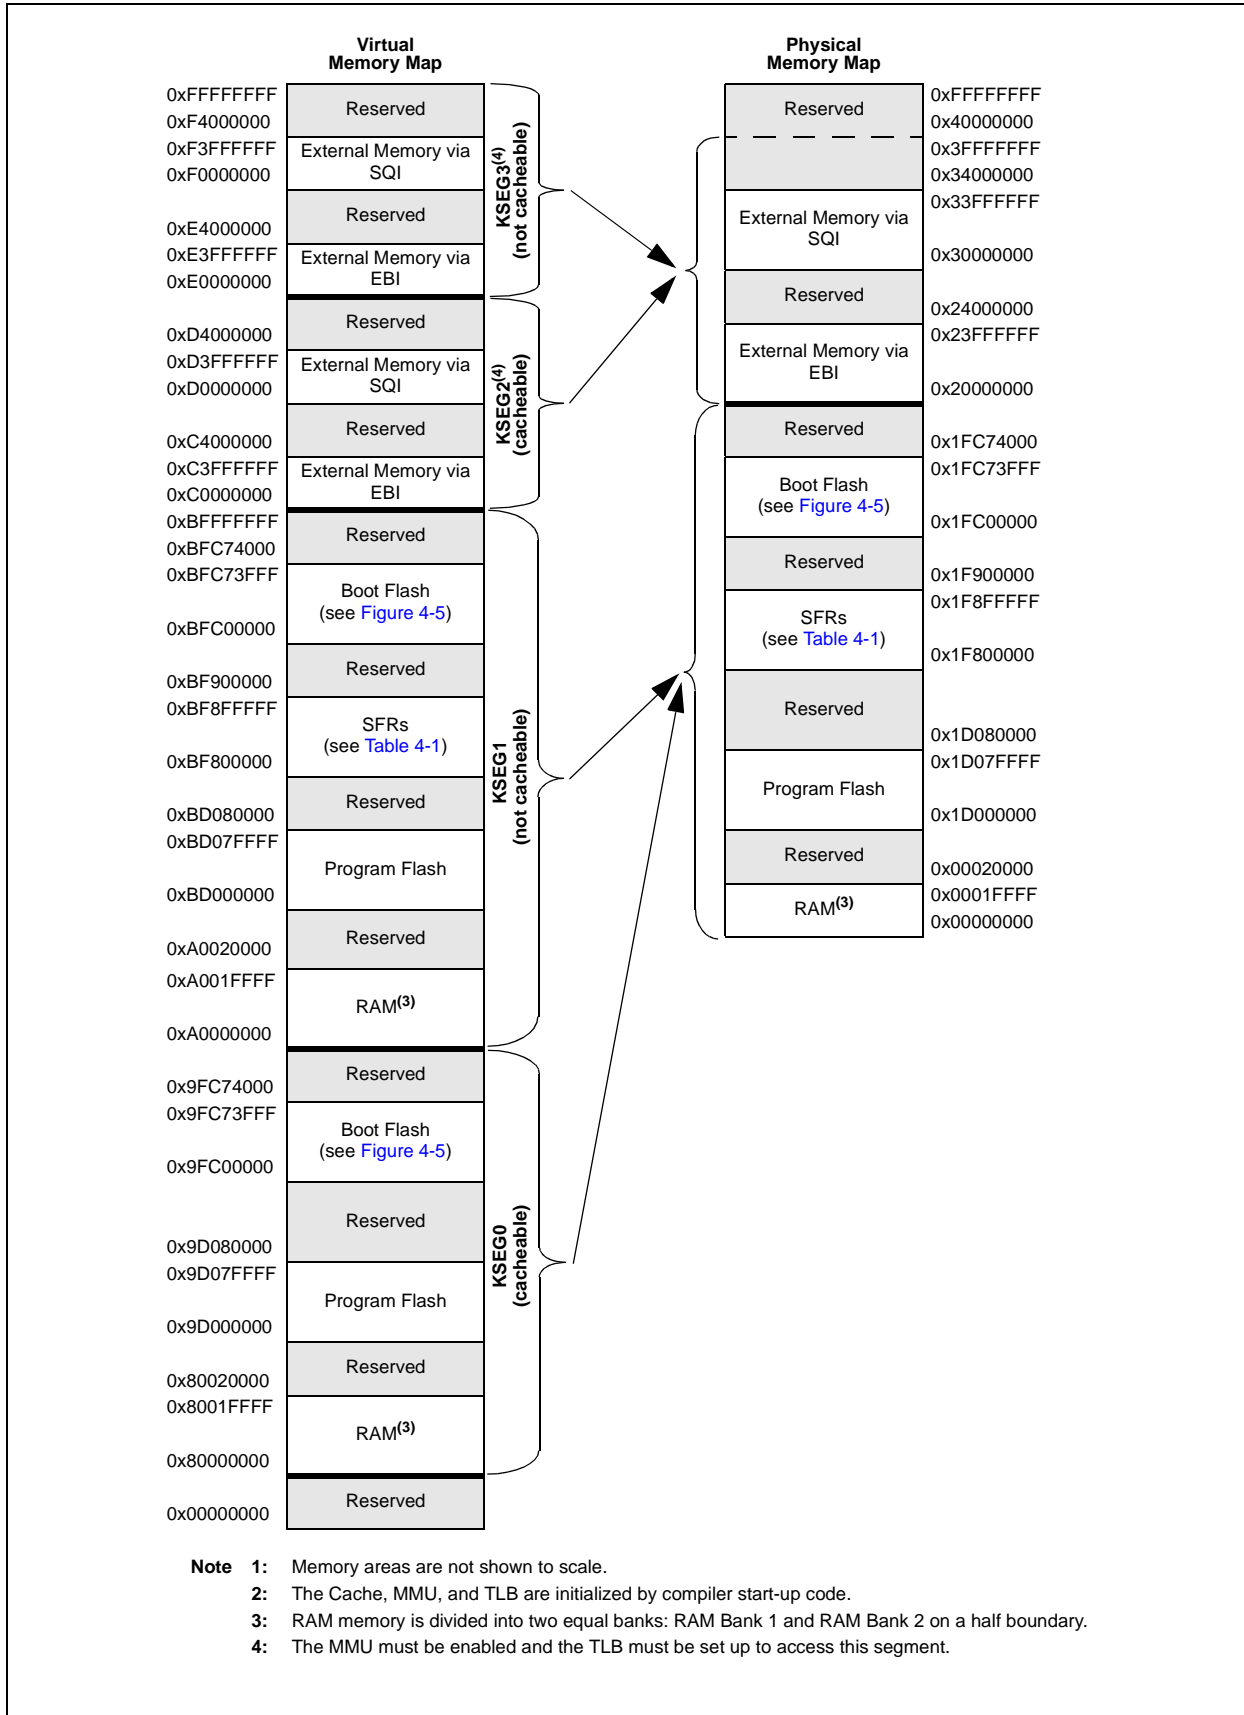 Virtual
Memory Map
0xFFFFFFFF
Reserved
0xF4000000
0xF3FFFFFF
External Memory via
SQI
0xF0000000
Reserved
0xE4000000
0xE3FFFFFF
External Memory via
EBI
0xE0000000
KSEG3(4)
(not cacheable)
Reserved
0xD4000000
0xD3FFFFFF
External Memory via
SQI
0xD0000000
Reserved
0xC4000000
0xC3FFFFFF
External Memory via
EBI
0xC0000000
KSEG2(4)
(cacheable)
0xBFFFFFFF
Reserved
0xBFC74000
0xBFC73FFF
Boot Flash
(see Figure 4-5)
0xBFC00000
Reserved
0xBF900000
0xBF8FFFFF
SFRs
(see Table 4-1)
0xBF800000
Reserved
0xBD080000
0xBD07FFFF
Program Flash
0xBD000000
Reserved
0xA0020000
0xA001FFFF
RAM(3)
0xA0000000
KSEG1
(not cacheable)
Reserved
0x9FC74000
0x9FC73FFF
Boot Flash
(see Figure 4-5)
0x9FC00000
Reserved
0x9D080000
0x9D07FFFF
Program Flash
0x9D000000
Reserved
0x80020000
0x8001FFFF
RAM(3)
0x80000000
KSEG0
(cacheable)
Reserved
0x00000000
Physical
Memory Map
0xFFFFFFFF
Reserved
0x40000000
0x3FFFFFFF
0x34000000
0x33FFFFFF
External Memory via
SQI
0x30000000
Reserved
0x24000000
0x23FFFFFF
External Memory via
EBI
0x20000000
Reserved
0x1FC74000
0x1FC73FFF
Boot Flash
(see Figure 4-5)
0x1FC00000
Reserved
0x1F900000
0x1F8FFFFF
SFRs
(see Table 4-1)
0x1F800000
Reserved
0x1D080000
0x1D07FFFF
Program Flash
0x1D000000
Reserved
0x00020000
0x0001FFFF
RAM(3)
0x00000000
Note 1: Memory areas are not shown to scale.
2: The Cache, MMU, and TLB are initialized by compiler start-up code.
3: RAM memory is divided into two equal banks: RAM Bank 1 and RAM Bank 2 on a half boundary.
4: The MMU must be enabled and the TLB must be set up to access this segment.